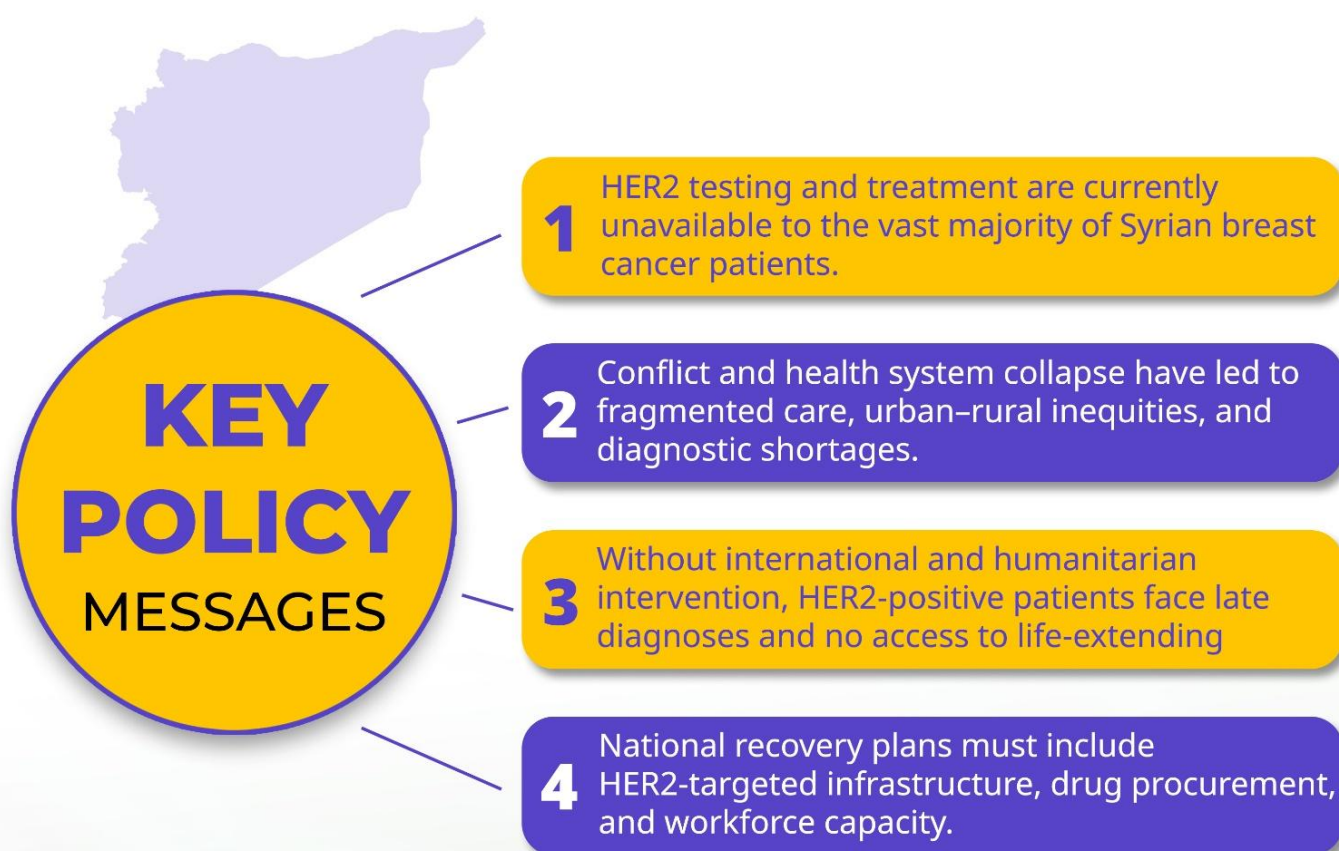 KEY
POLICY
MESSAGES
1
HER2 testing and treatment are currently
unavailable to the vast majority of Syrian breast
cancer patients.
2
Conflict and health system collapse have led to
fragmented care, urban–rural inequities, and
diagnostic shortages.
3
Without international and humanitarian
intervention, HER2-positive patients face late
diagnoses and no access to life-extending
4
National recovery plans must include
HER2-targeted infrastructure, drug procurement,
and workforce capacity.